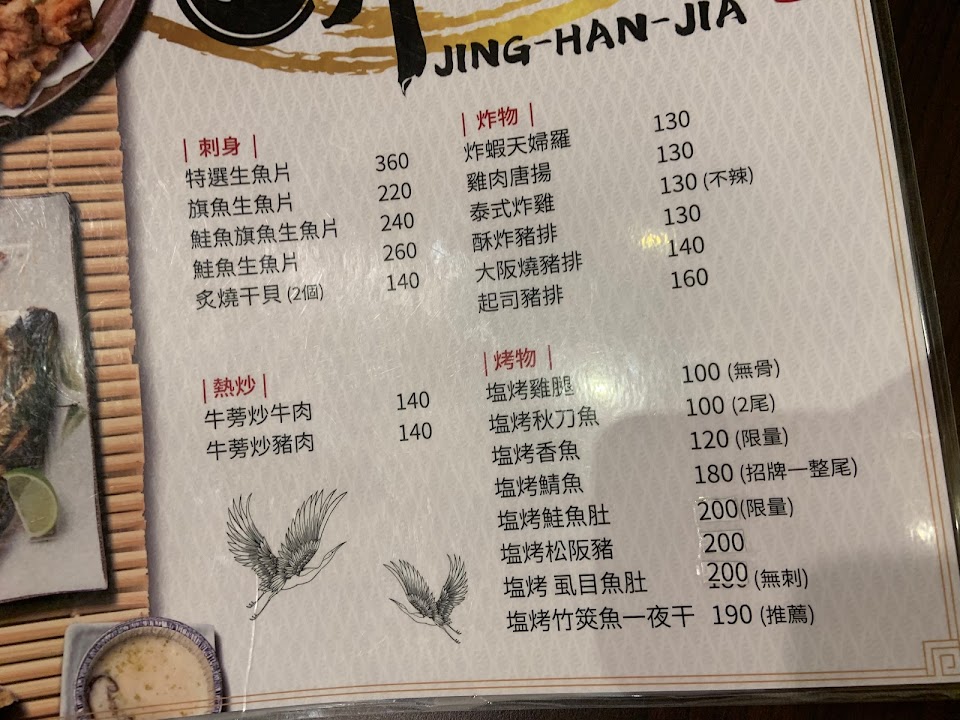 JING-HAN-JIA
| 刺身 |
特選生魚片 360
旗魚生魚片 220
鮭魚旗魚生魚片 240
鮭魚生魚片 260
炙燒干貝 (2個) 140
| 熱炒 |
牛蒡炒牛肉 140
牛蒡炒豬肉 140
| 炸物 |
炸蝦天婦羅 130
雞肉唐揚 130
泰式炸雞 130 (不辣)
酥炸豬排 130
大阪燒豬排 140
起司豬排 160
| 烤物 |
塩烤雞腿 100 (無骨)
塩烤秋刀魚 100 (2尾)
塩烤香魚 120 (限量)
塩烤鯖魚 180 (招牌一整尾)
塩烤鮭魚肚 200(限量)
塩烤松阪豬 200
塩烤 虱目魚肚 200 (無刺)
塩烤竹筴魚一夜干 190 (推薦)